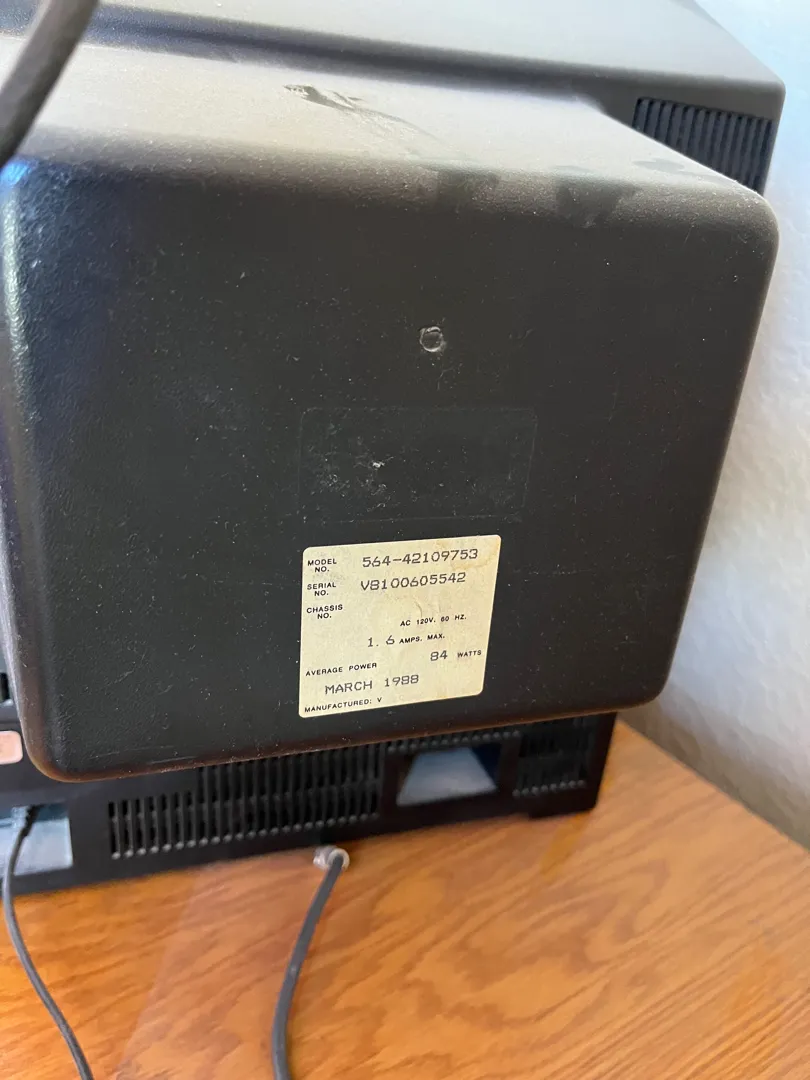 MODEL NO. 564-42109753
SERIAL NO. VB100605542
CHASSIS NO.
AC 120V. 60 HZ.
1.6 AMPS. MAX.
84 WATTS
AVERAGE POWER
MARCH 1988
MANUFACTURED: V